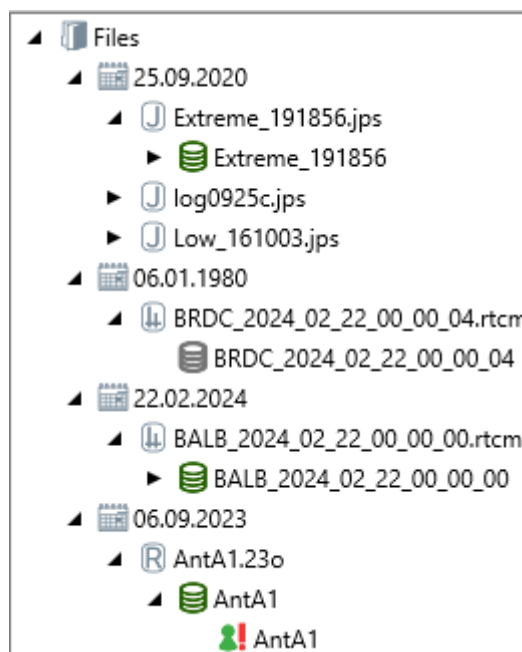 Files
25.09.2020
Extreme_191856.jps
Extreme_191856
log0925c.jps
Low_161003.jps
06.01.1980
BRDC_2024_02_22_00_00_04.rtcm
BRDC_2024_02_22_00_00_04
22.02.2024
BALB_2024_02_22_00_00_00.rtcm
BALB_2024_02_22_00_00_00
06.09.2023
AntA1.23o
AntA1
AntA1